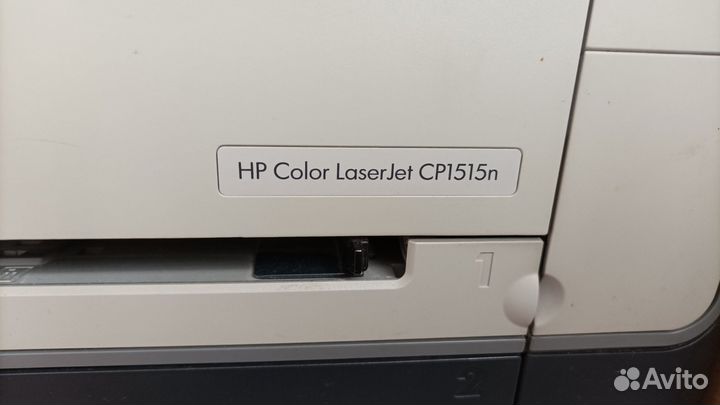 HP Color LaserJet CP1515n
1
2
Avito